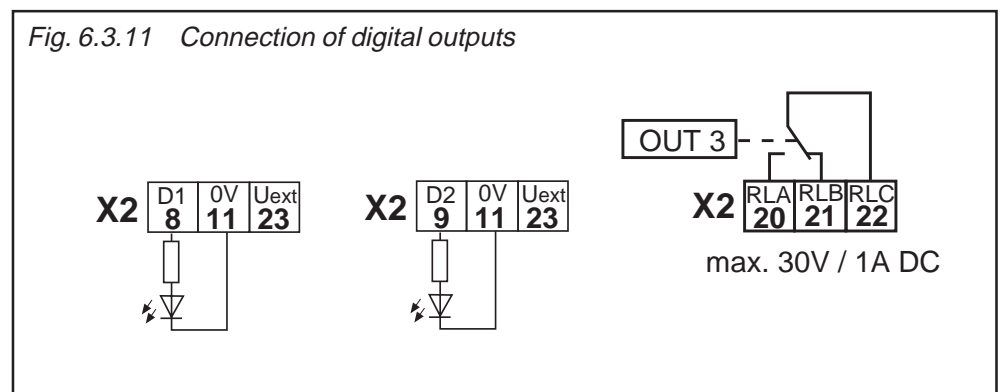 Fig. 6.3.11 Connection of digital outputs
OUT 3
X2 D1 0V Uext
8 11 23
X2 D2 0V Uext
9 11 23
X2 RLA RLB RLC
20 21 22
max. 30V / 1A DC